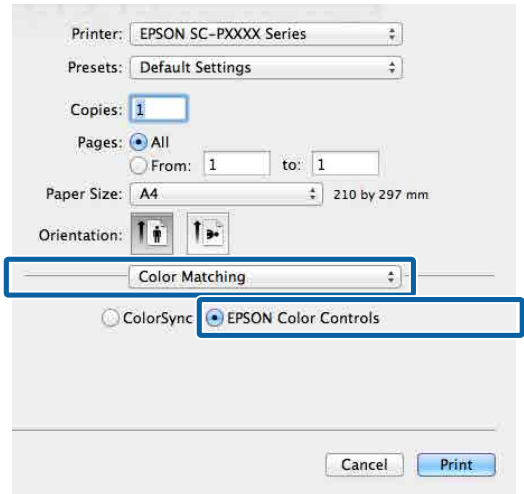 Printer: EPSON SC-PXXXX Series
Presets: Default Settings
Copies: 1
Pages: All
From: 1 to: 1
Paper Size: A4 210 by 297 mm
Orientation:
Color Matching
ColorSync EPSON Color Controls
Cancel Print